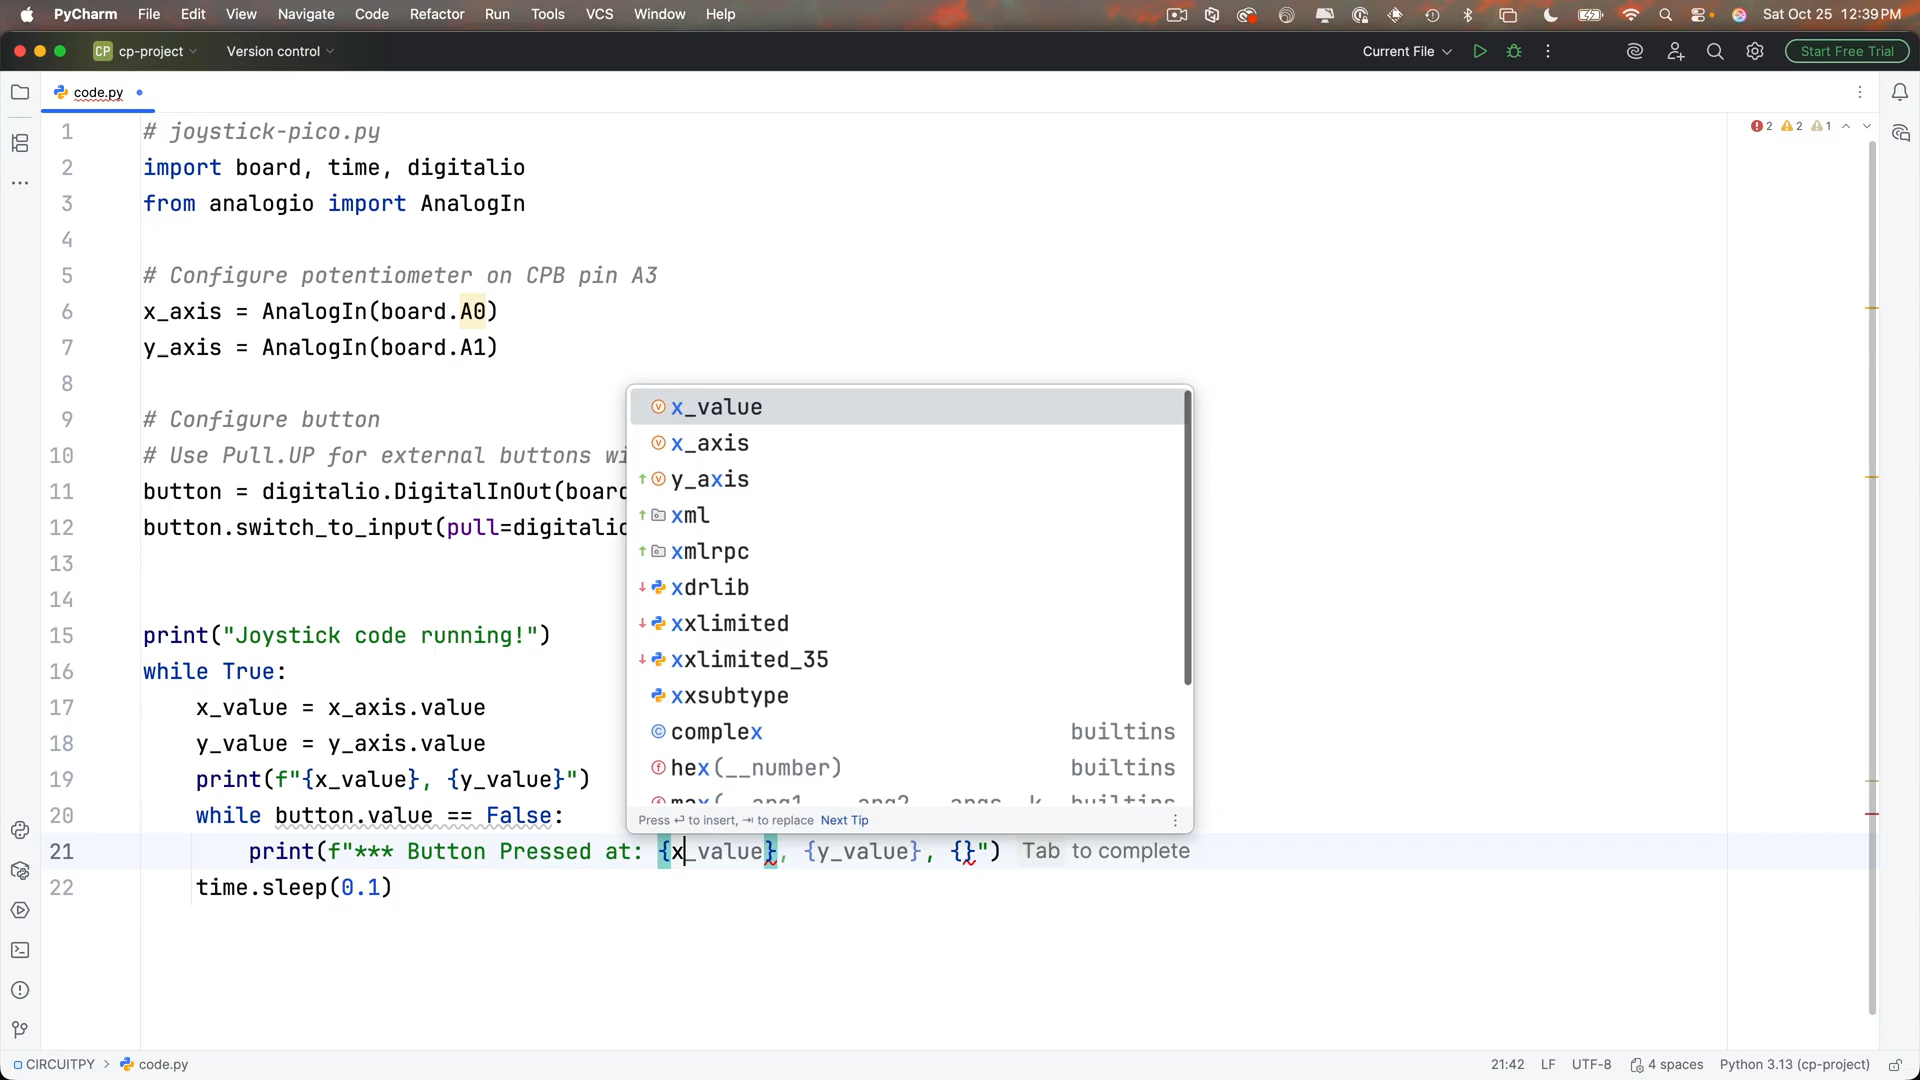 PyCharm File Edit View Navigate Code Refactor Run Tools VCS Window Help Sat Oct 25 12:39 PM
CP cp-project Version control Current File Start Free Trial
code.py
2 2 1
1 # joystick-pico.py
2 import board, time, digitalio
3 from analogio import AnalogIn
4
5 # Configure potentiometer on CPB pin A3
6 x_axis = AnalogIn(board.A0)
7 y_axis = AnalogIn(board.A1)
8
9 # Configure button
10 # Use Pull.UP for external buttons wi
11 button = digitalio.DigitalInOut(board
12 button.switch_to_input(pull=digitalio
13
14
15 print("Joystick code running!")
16 while True:
17 x_value = x_axis.value
18 y_value = y_axis.value
19 print(f"{x_value}, {y_value}")
20 while button.value == False:
21 print(f"*** Button Pressed at: {x_value}, {y_value}, {}") Tab to complete
22 time.sleep(0.1)
x_value
x_axis
y_axis
xml
xmlrpc
xdrlib
xxlimited
xxlimited_35
xxsubtype
complex builtins
hex(__number) builtins
Press ⏎ to insert, ⇥ to replace Next Tip
CIRCUITPY > code.py 21:42 LF UTF-8 4 spaces Python 3.13 (cp-project)